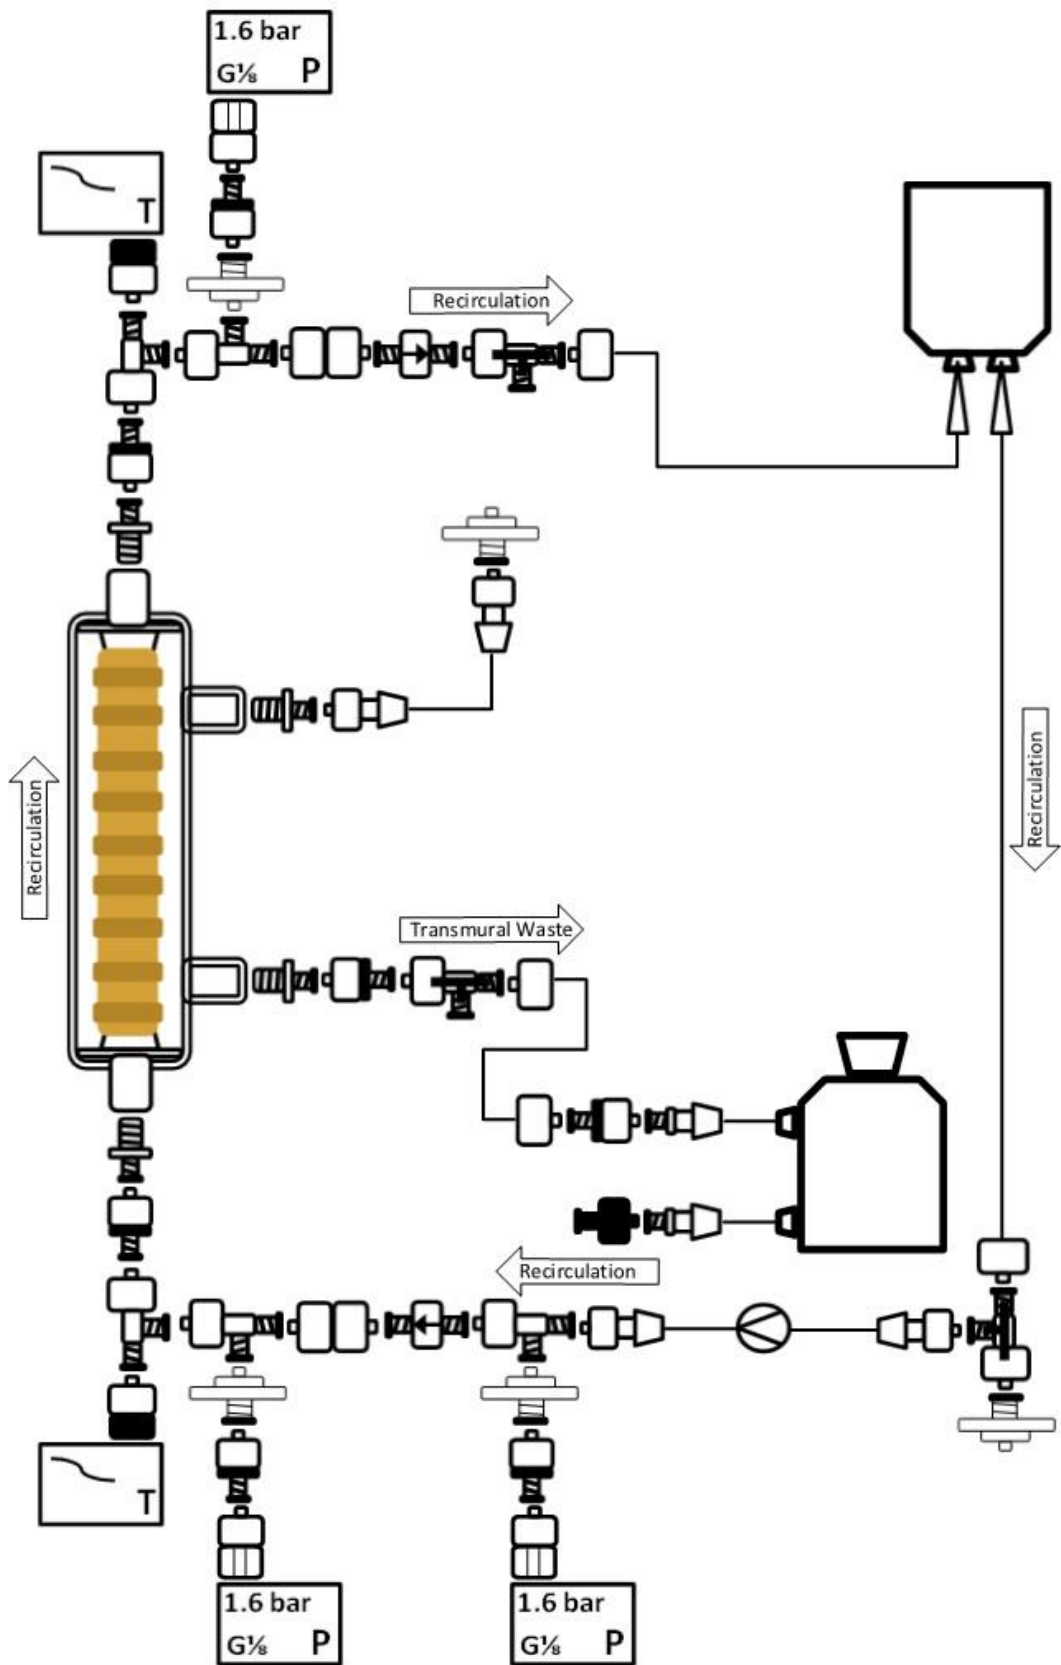 1.6 bar
G⅛ P
T
Recirculation
Recirculation
Recirculation
Transmural Waste
Recirculation
T
1.6 bar
G⅛ P
1.6 bar
G⅛ P